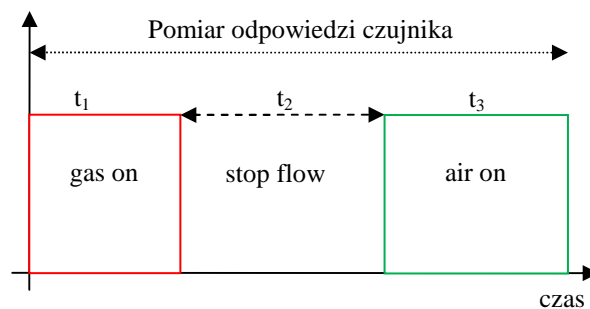 Pomiar odpowiedzi czujnika
t₁ t₂ t₃
gas on stop flow air on
czas